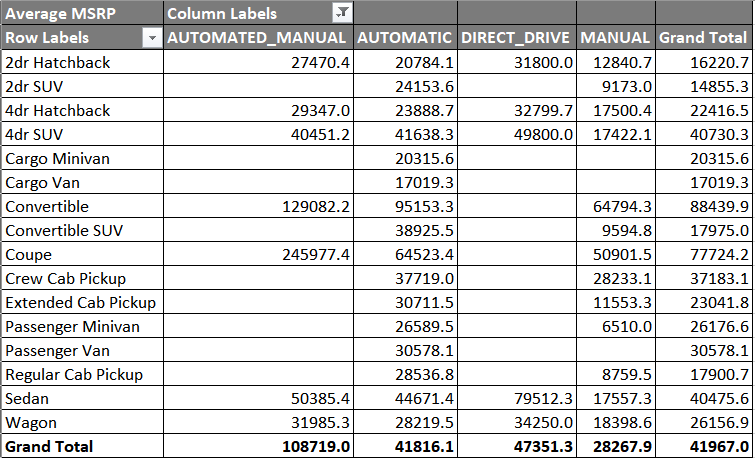 Average MSRP Column Labels
Row Labels AUTOMATED_MANUAL AUTOMATIC DIRECT_DRIVE MANUAL Grand Total
2dr Hatchback 27470.4 20784.1 31800.0 12840.7 16220.7
2dr SUV 24153.6 9173.0 14855.3
4dr Hatchback 29347.0 23888.7 32799.7 17500.4 22416.5
4dr SUV 40451.2 41638.3 49800.0 17422.1 40730.3
Cargo Minivan 20315.6 20315.6
Cargo Van 17019.3 17019.3
Convertible 129082.2 95153.3 64794.3 88439.9
Convertible SUV 38925.5 9594.8 17975.0
Coupe 245977.4 64523.4 50901.5 77724.2
Crew Cab Pickup 37719.0 28233.1 37183.1
Extended Cab Pickup 30711.5 11553.3 23041.8
Passenger Minivan 26589.5 6510.0 26176.6
Passenger Van 30578.1 30578.1
Regular Cab Pickup 28536.8 8759.5 17900.7
Sedan 50385.4 44671.4 79512.3 17557.3 40475.6
Wagon 31985.3 28219.5 34250.0 18398.6 26156.9
Grand Total 108719.0 41816.1 47351.3 28267.9 41967.0